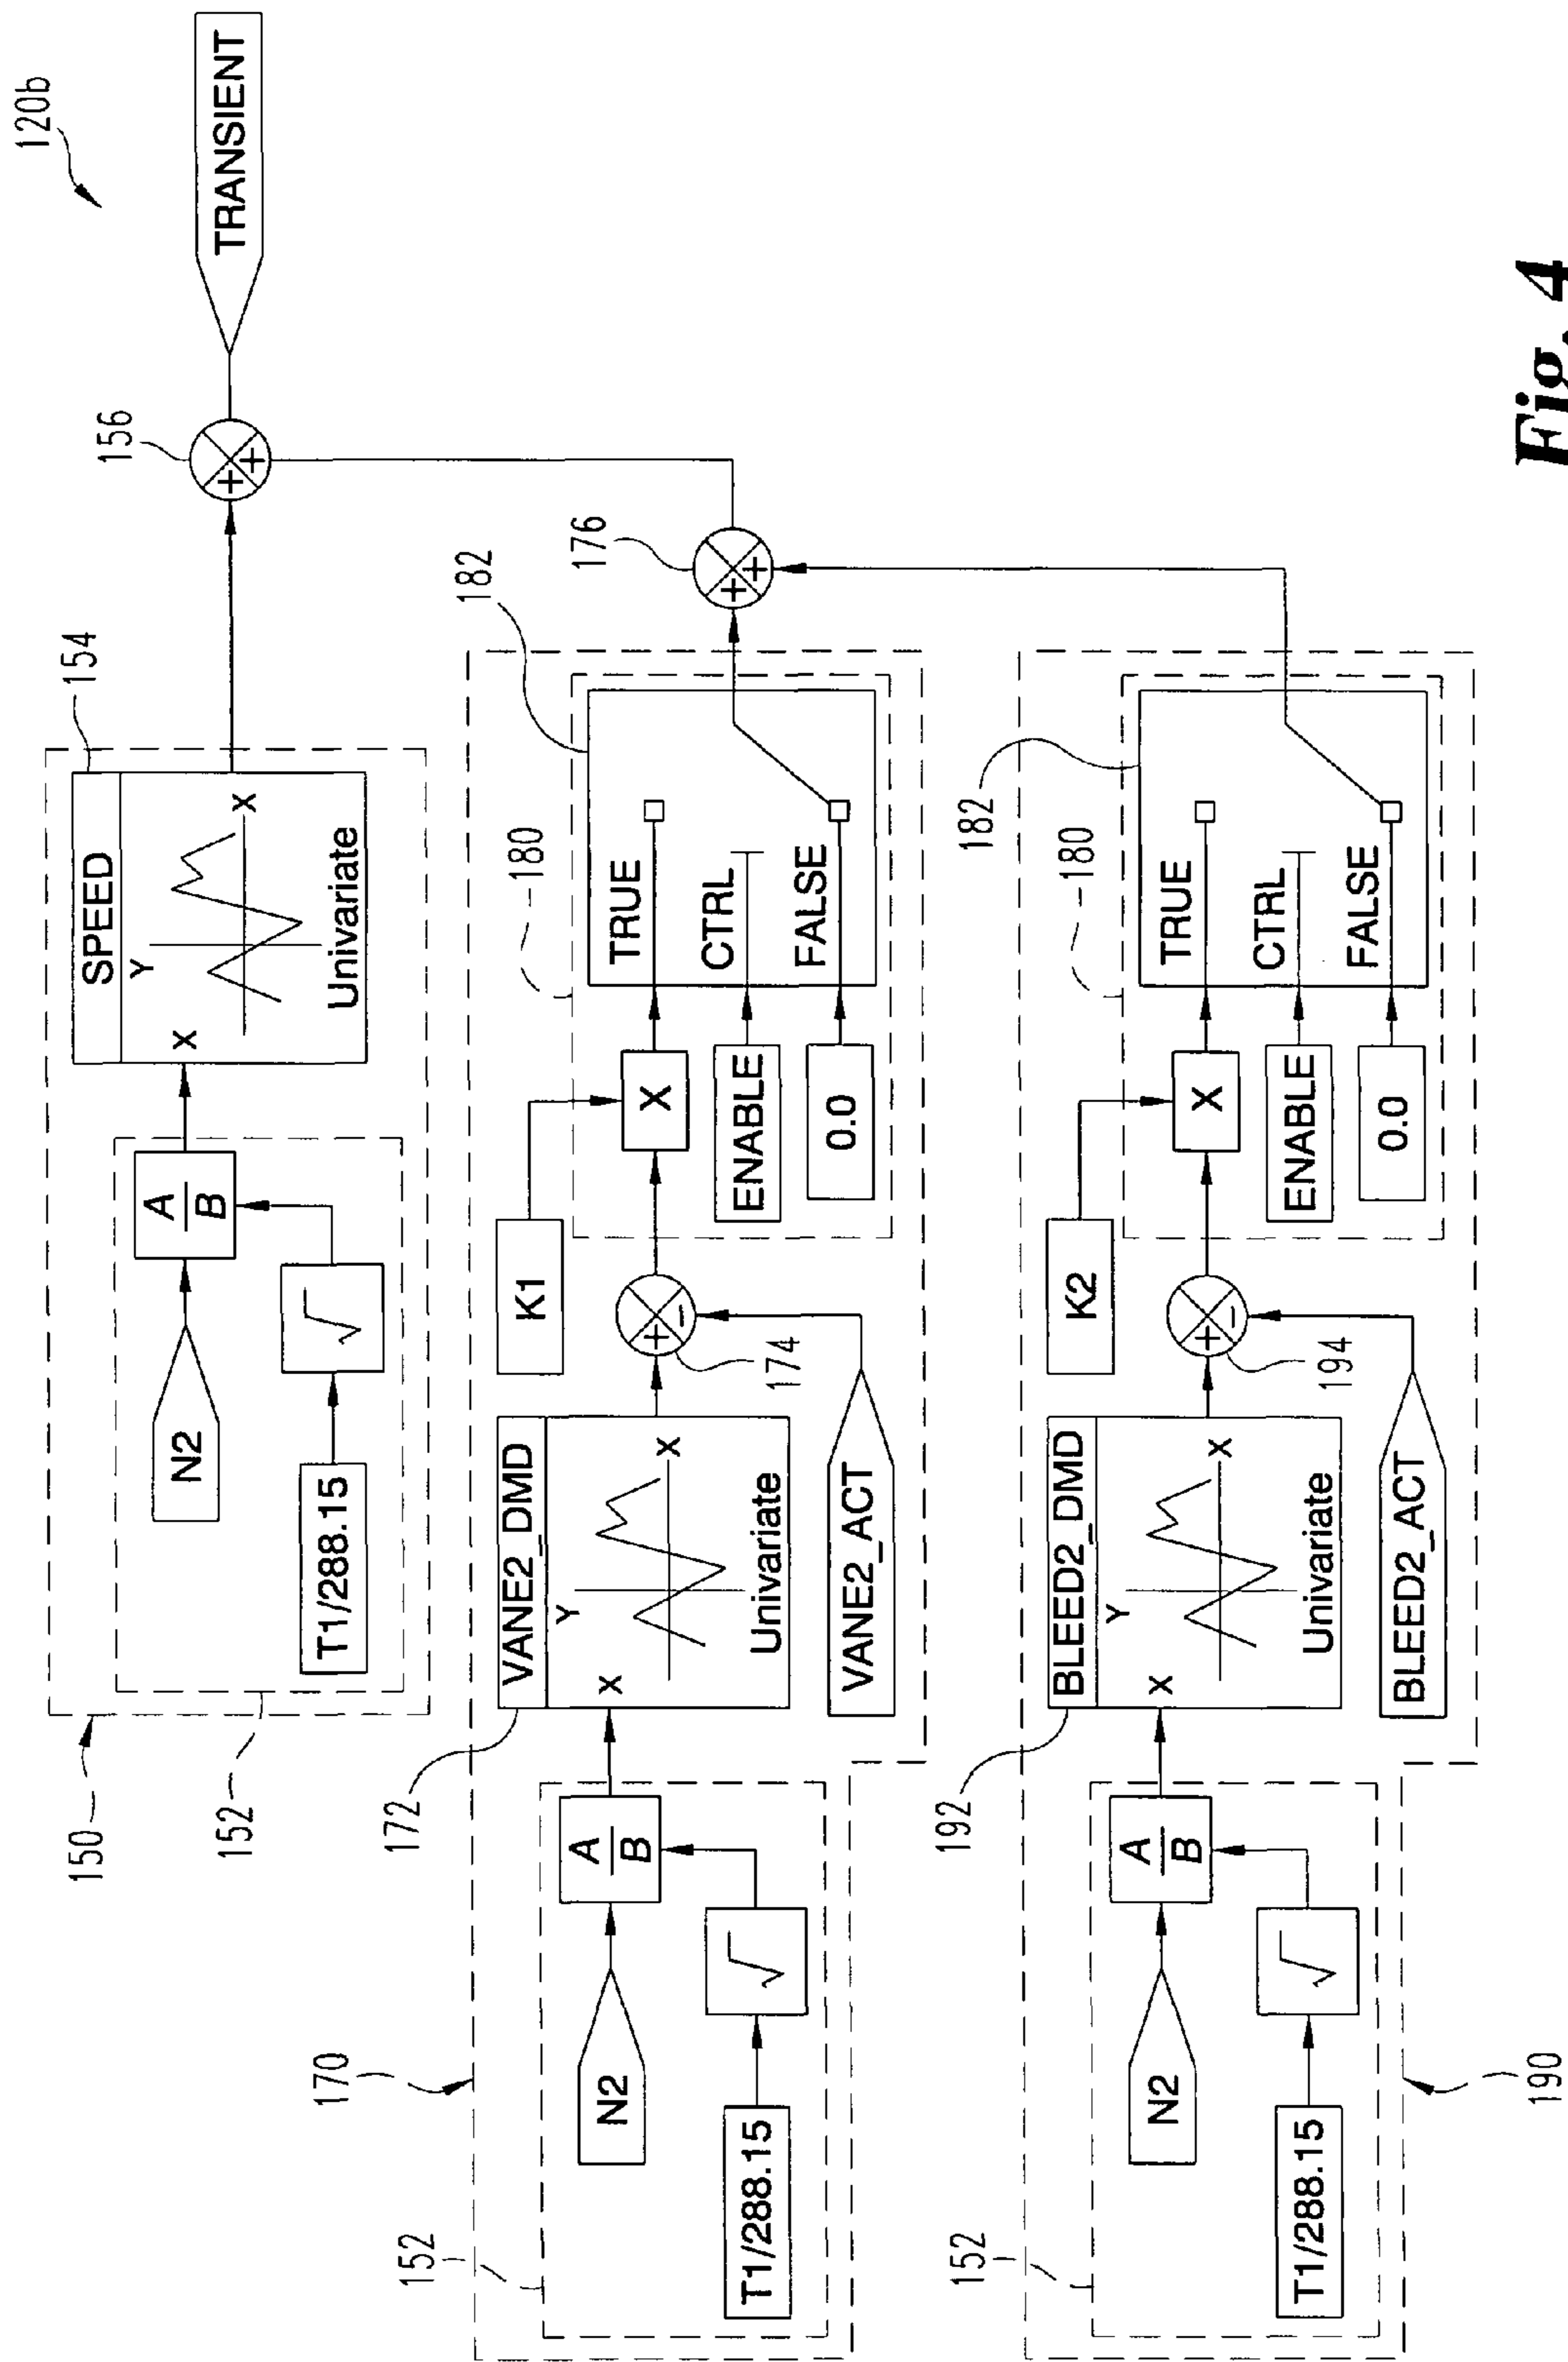 120b
TRANSIENT
156
154
SPEED
Y
X
X
Univariate
A
B
N2
√
T1/288.15
150
152
176
182
180
TRUE
CTRL
FALSE
X
ENABLE
0.0
K1
+
−
174
VANE2_DMD
Y
X
X
Univariate
VANE2_ACT
172
A
B
N2
√
T1/288.15
170
152
182
180
TRUE
CTRL
FALSE
X
ENABLE
0.0
K2
+
−
194
BLEED2_DMD
Y
X
X
Univariate
BLEED2_ACT
192
A
B
N2
√
T1/288.15
190
152
+
+
+
+
Fig. 4